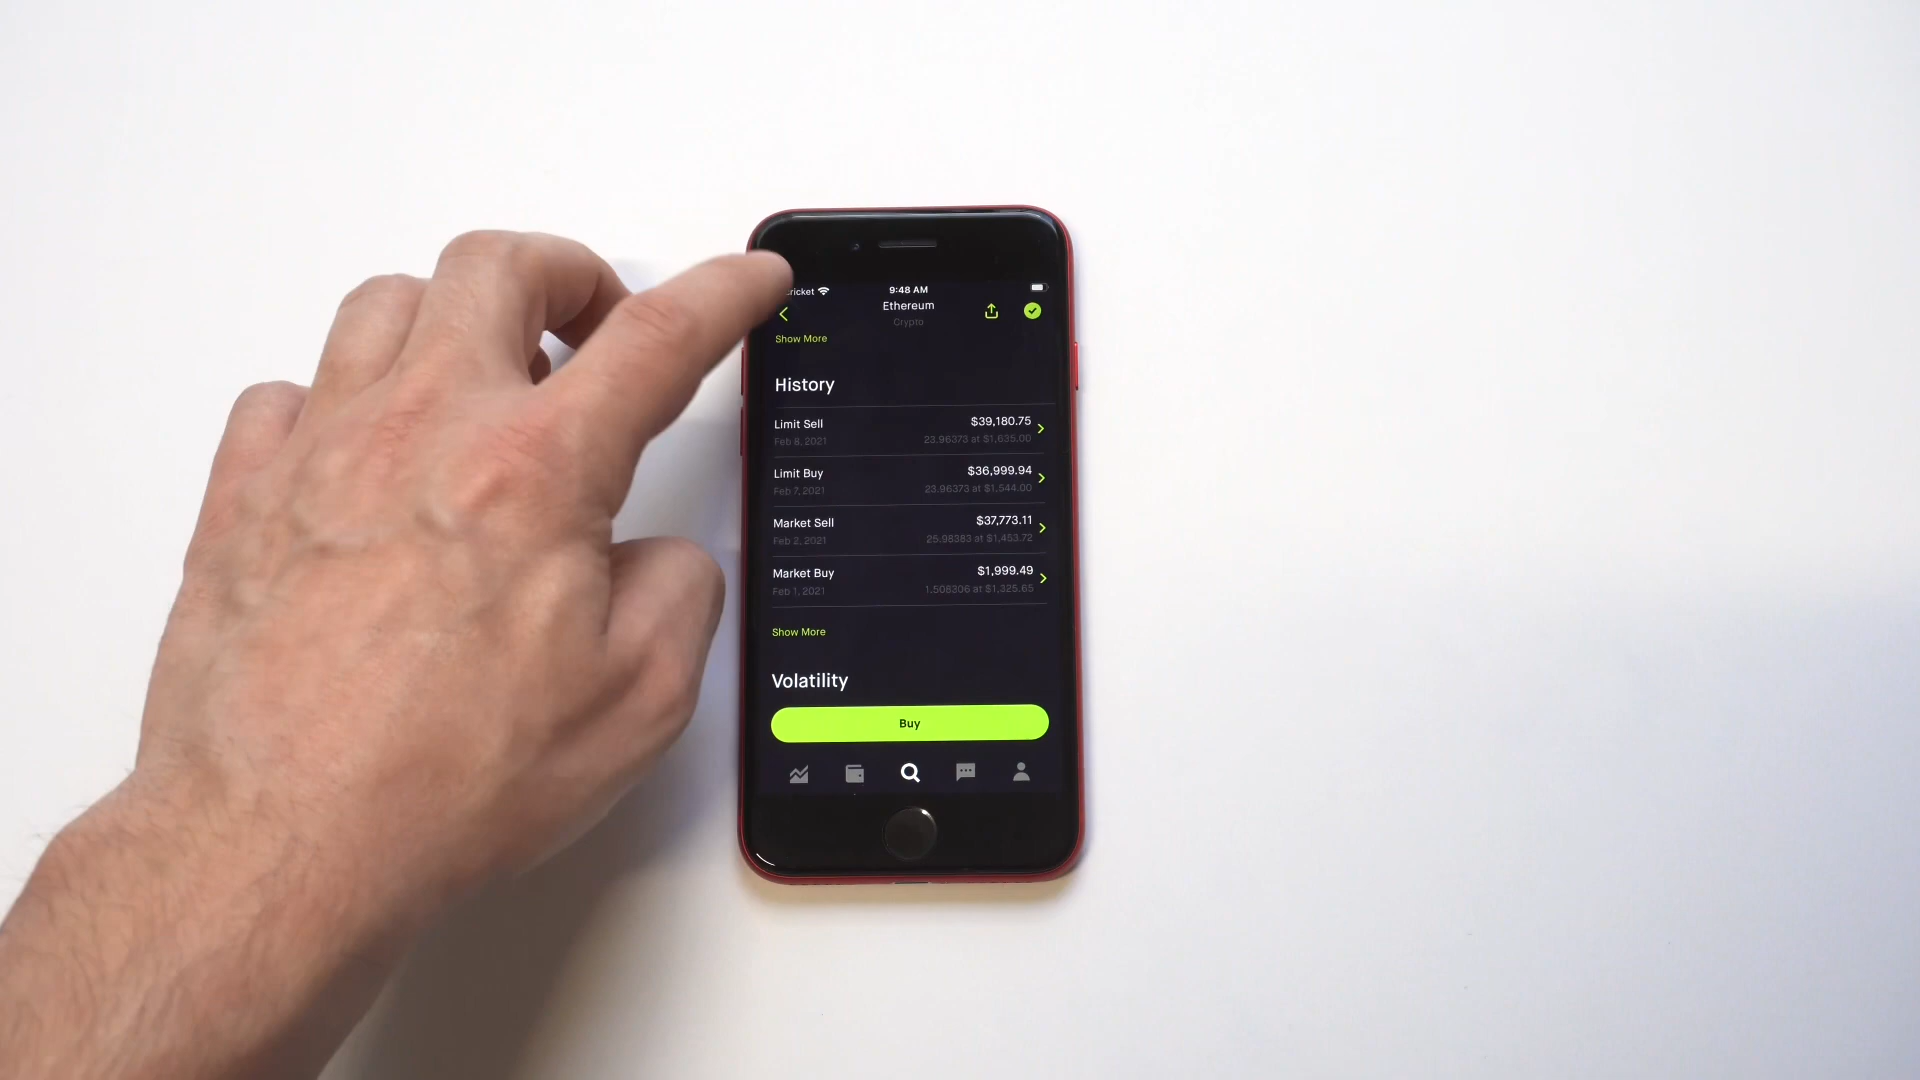 9:48 AM
Ethereum
Crypto
Show More
History
Limit Sell $39,180.75
Feb 8, 2021 23.96373 at $1,635.00
Limit Buy $36,999.94
Feb 7, 2021 23.96373 at $1,544.00
Market Sell $37,773.11
Feb 2, 2021 25.98383 at $1,453.72
Market Buy $1,999.49
Feb 1, 2021 1.508306 at $1,325.65
Show More
Volatility
Buy